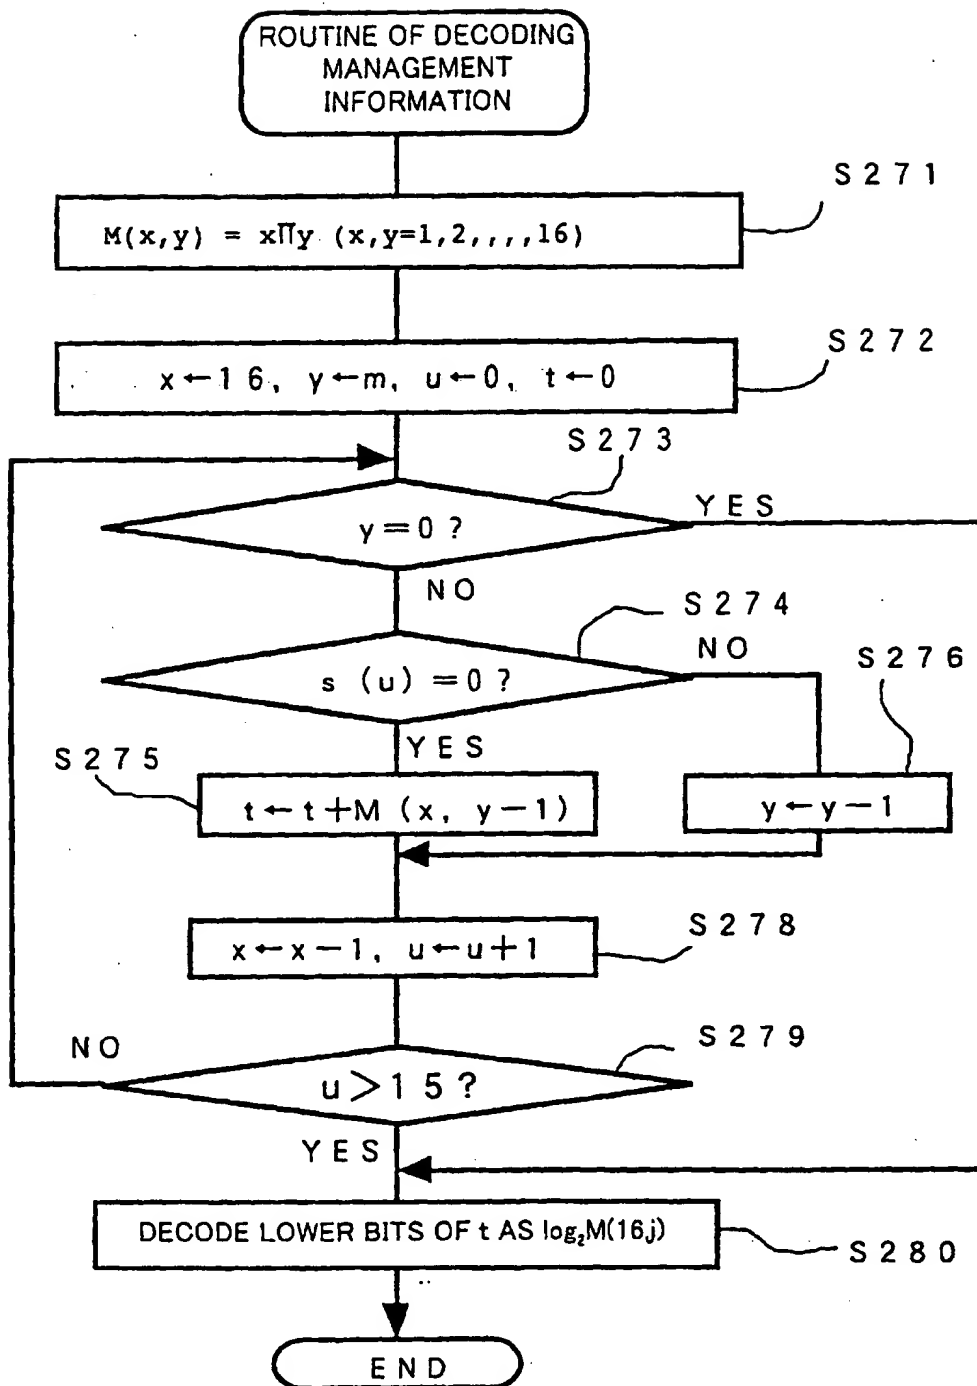 ROUTINE OF DECODING
MANAGEMENT
INFORMATION
S271
M(x,y) = xΠy (x,y=1,2,,,,16)
S272
x←16, y←m, u←0, t←0
S273
y=0?
YES
NO
S274
s (u) =0?
NO
S276
YES
S275
t←t+M (x, y−1)
y←y−1
S278
x←x−1, u←u+1
S279
NO
u>15?
YES
DECODE LOWER BITS OF t AS log₂M(16,j)
S280
END